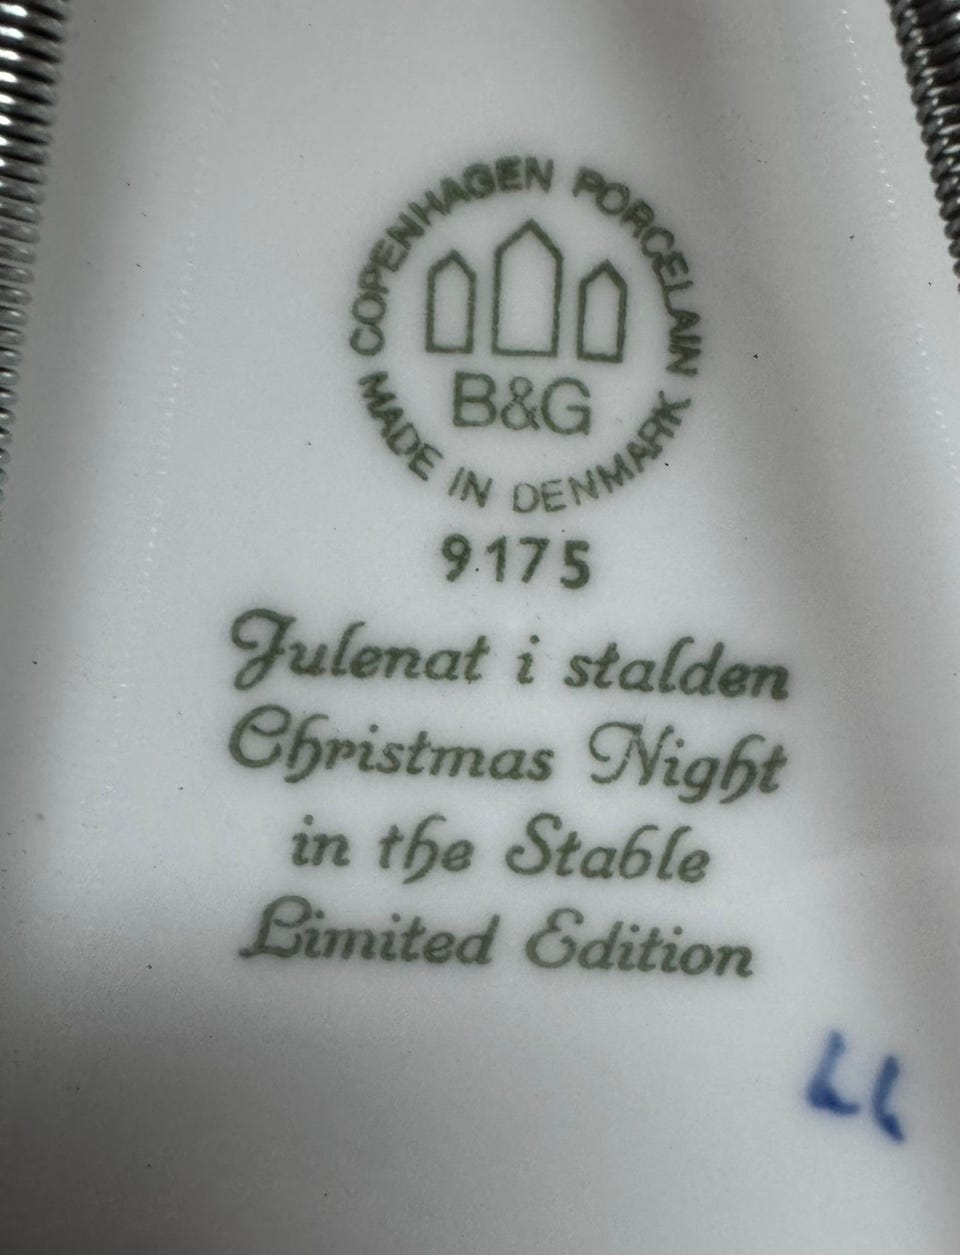 COPENHAGEN PORCELAIN
B&G
MADE IN DENMARK
9175
Julenat i stalden
Christmas Night
in the Stable
Limited Edition